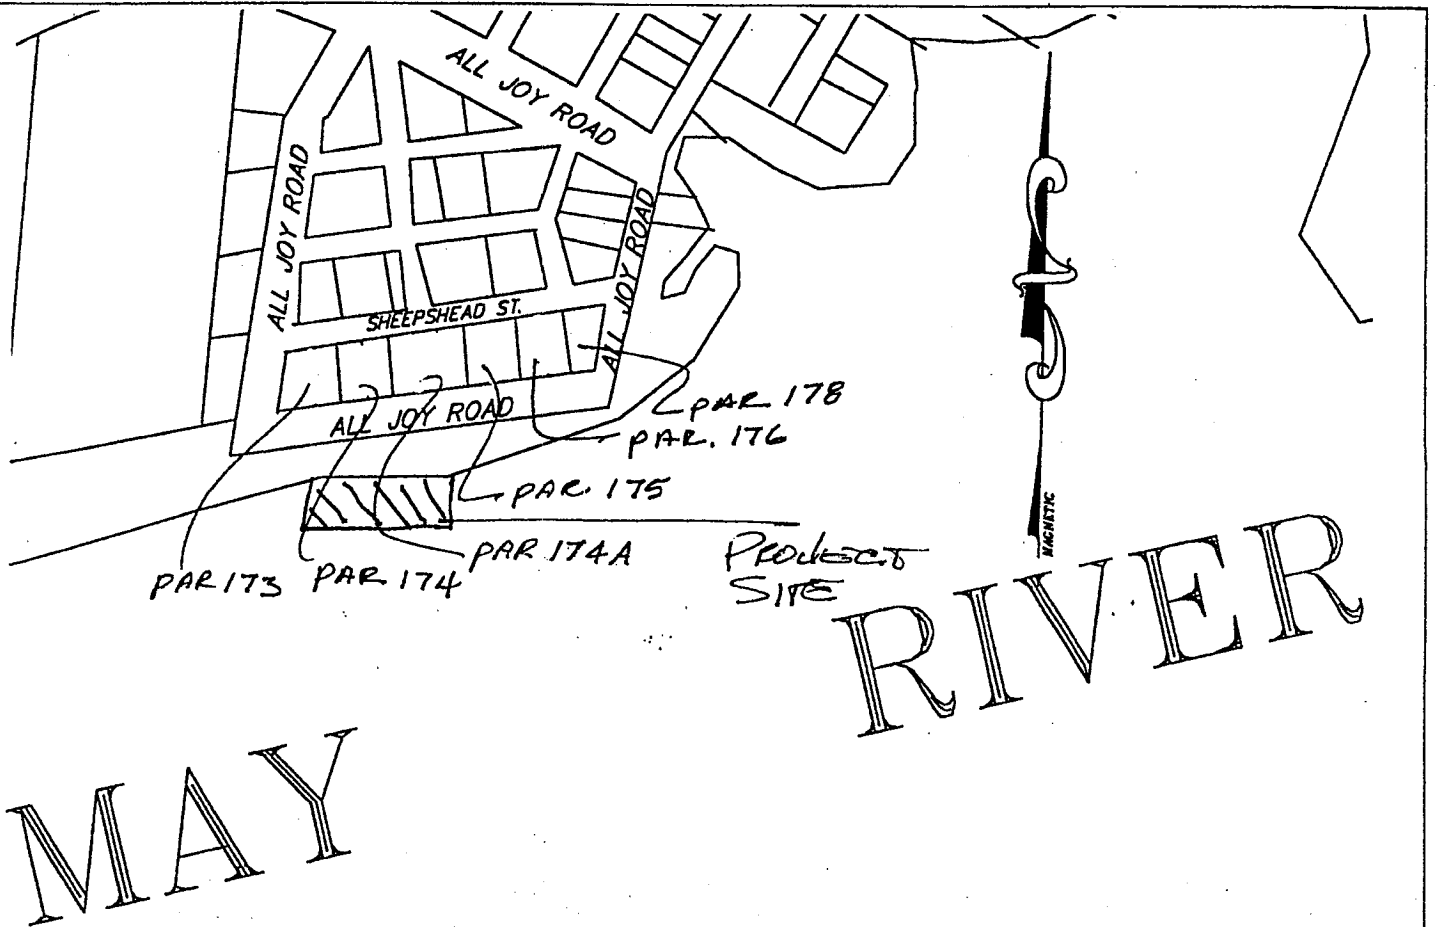 ALL JOY ROAD
ALL JOY ROAD
ALL JOY ROAD
SHEEPSHEAD ST.
ALL JOY ROAD
PAR 178
PAR. 176
PAR. 175
PAR 174A
PAR 173
PAR 174
PROJECT
SITE
MAGNETIC
MAY RIVER